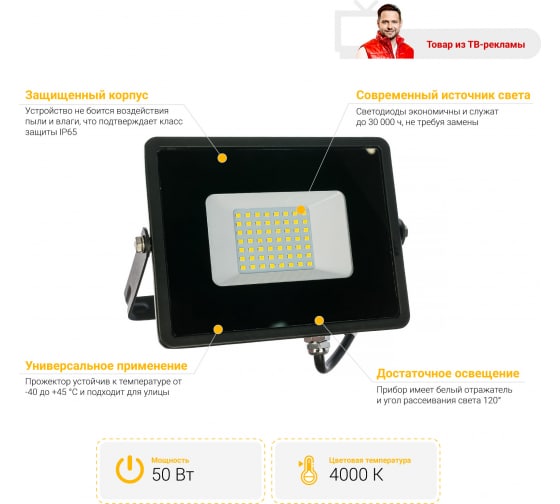 Товар из ТВ-рекламы
Защищенный корпус
Устройство не боится воздействия
пыли и влаги, что подтверждает класс
защиты IP65
Современный источник света
Светодиоды экономичны и служат
до 30 000 ч, не требуя замены
Универсальное применение
Прожектор устойчив к температуре от
-40 до +45 °C и подходит для улицы
Достаточное освещение
Прибор имеет белый отражатель
и угол рассеивания света 120°
Мощность
50 Вт
Цветовая температура
4000 К